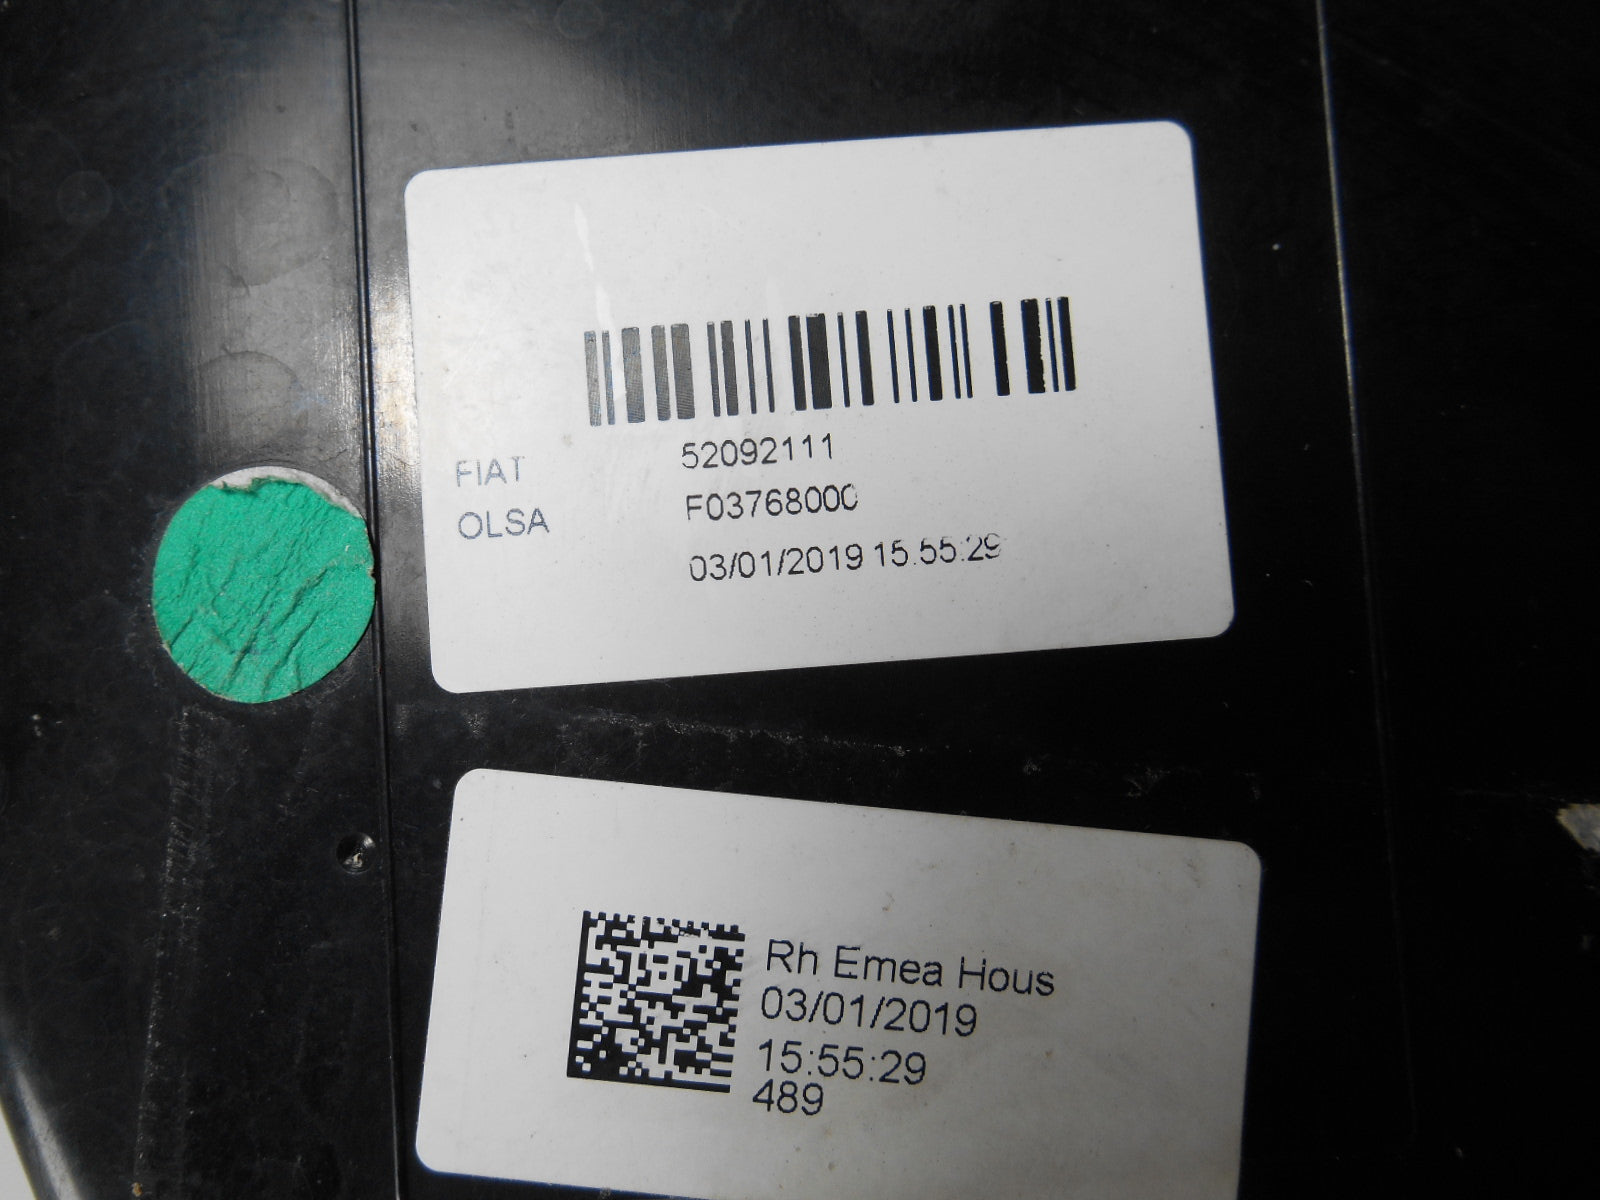 FIAT 52092111
OLSA F03768000
03/01/2019 15:55:29
Rh Emea Hous
03/01/2019
15:55:29
489